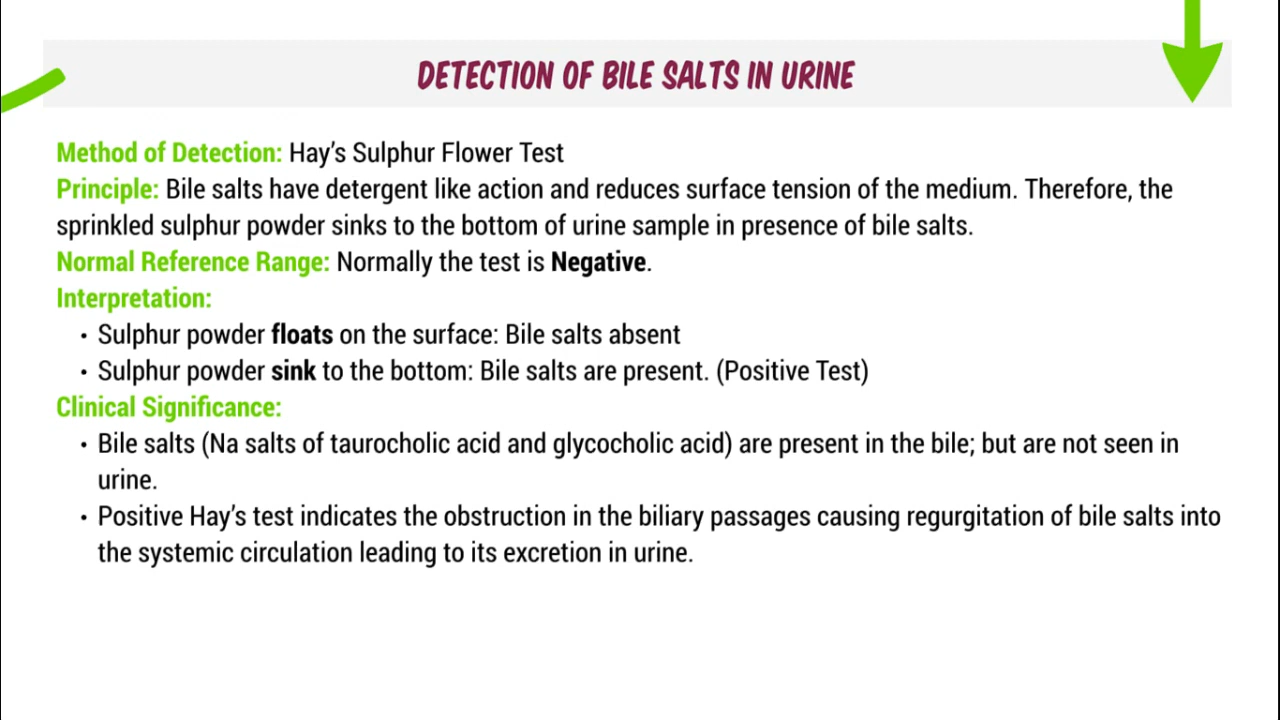 DETECTION OF BILE SALTS IN URINE
Method of Detection: Hay's Sulphur Flower Test
Principle: Bile salts have detergent like action and reduces surface tension of the medium. Therefore, the
sprinkled sulphur powder sinks to the bottom of urine sample in presence of bile salts.
Normal Reference Range: Normally the test is Negative.
Interpretation:
• Sulphur powder floats on the surface: Bile salts absent
• Sulphur powder sink to the bottom: Bile salts are present. (Positive Test)
Clinical Significance:
• Bile salts (Na salts of taurocholic acid and glycocholic acid) are present in the bile; but are not seen in
urine.
• Positive Hay's test indicates the obstruction in the biliary passages causing regurgitation of bile salts into
the systemic circulation leading to its excretion in urine.